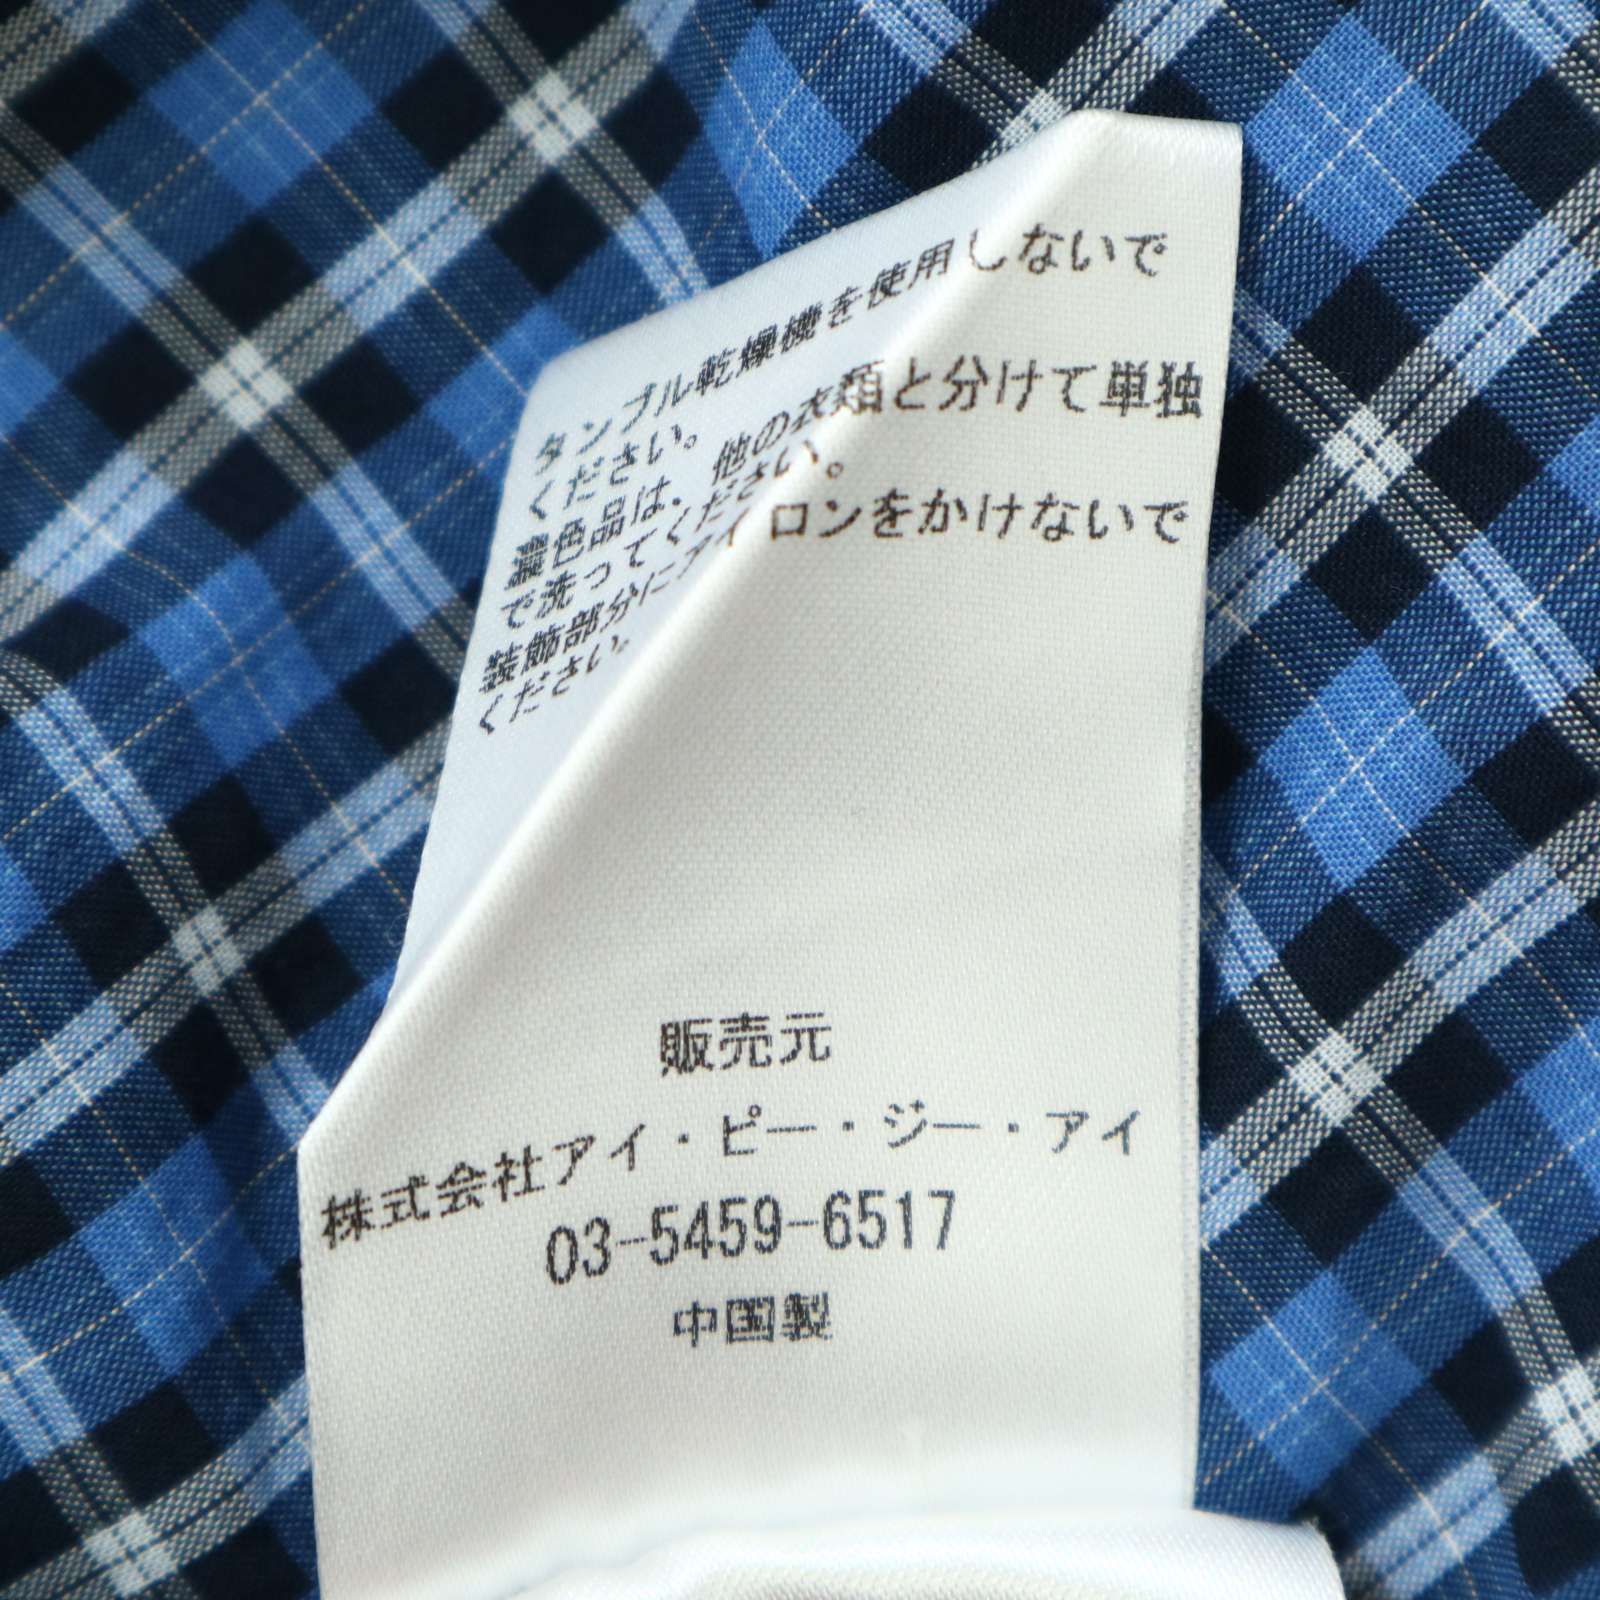 タンブル乾燥機を使用しないで
ください。
濃色品は、他の衣類と分けて単独
で洗ってください。
装飾部分にアイロンをかけないで
ください。
販売元
株式会社アイ・ピー・ジー・アイ
03-5459-6517
中国製